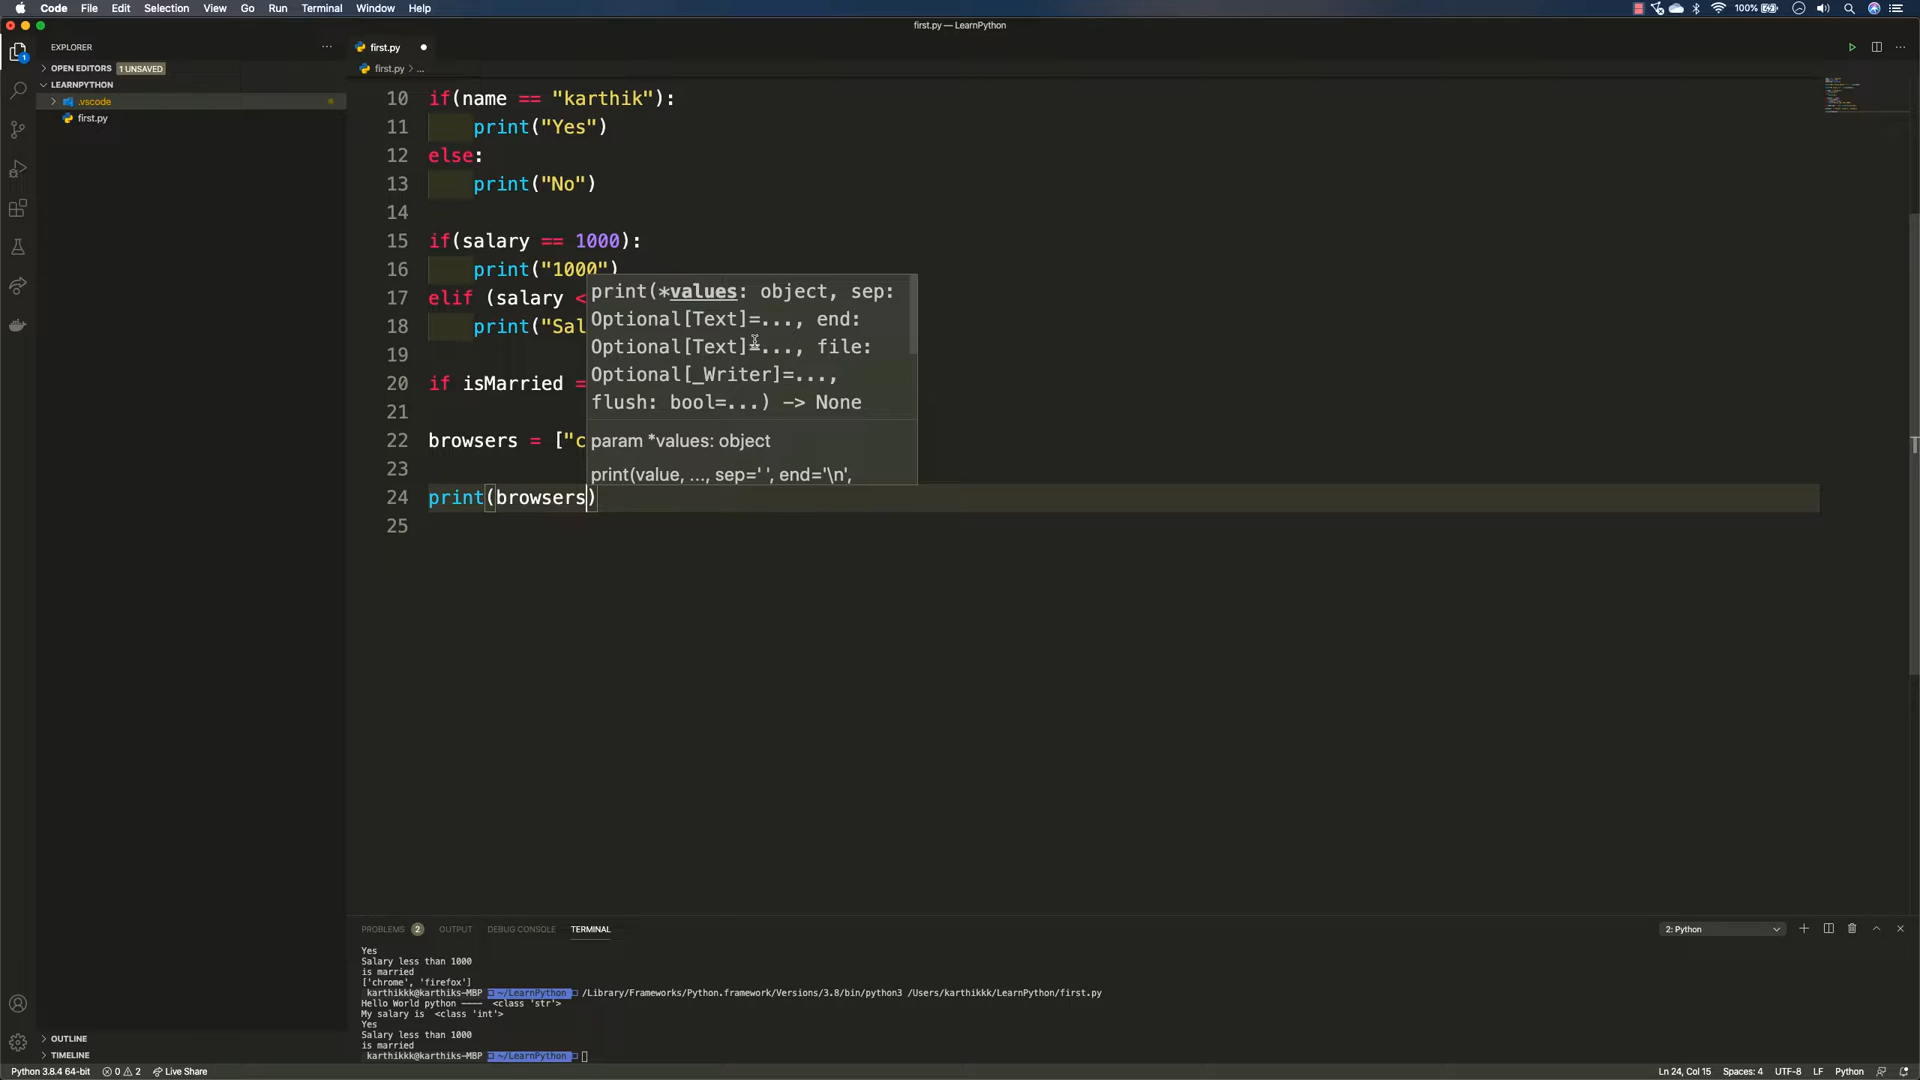 Code File Edit Selection View Go Run Terminal Window Help 100%
first.py — LearnPython
EXPLORER
OPEN EDITORS 1 UNSAVED
LEARNPYTHON
.vscode
first.py
1
first.py
first.py > ...
10 if(name == "karthik"):
11 print("Yes")
12 else:
13 print("No")
14
15 if(salary == 1000):
16 print("1000")
17 elif (salary <
18 print("Sal
19
20 if isMarried =
21
22 browsers = ["c
23
24 print(browsers)
25
print(*values: object, sep:
Optional[Text]=..., end:
Optional[Text]=..., file:
Optional[_Writer]=...,
flush: bool=...) -> None
param *values: object
print(value, ..., sep=' ', end='\n',
PROBLEMS 2 OUTPUT DEBUG CONSOLE TERMINAL 2: Python
Yes
Salary less than 1000
is married
['chrome', 'firefox']
karthikkk@karthiks-MBP ~/LearnPython /Library/Frameworks/Python.framework/Versions/3.8/bin/python3 /Users/karthikkk/LearnPython/first.py
Hello World python —— <class 'str'>
My salary is <class 'int'>
Yes
Salary less than 1000
is married
karthikkk@karthiks-MBP ~/LearnPython
OUTLINE
TIMELINE
Python 3.8.4 64-bit 0 2 Live Share Ln 24, Col 15 Spaces: 4 UTF-8 LF Python